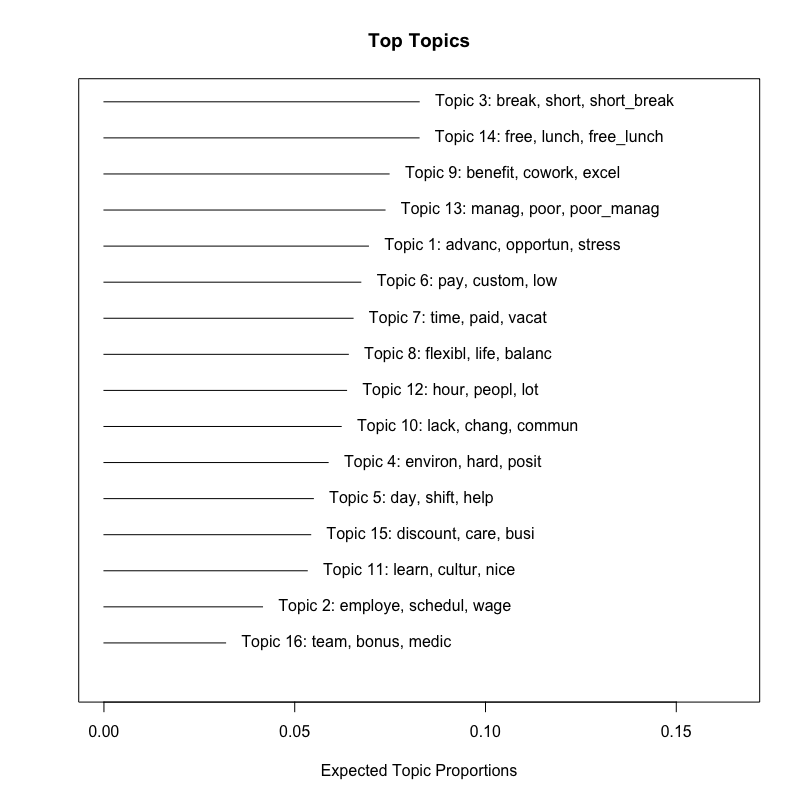 Top Topics
Topic 3: break, short, short_break
Topic 14: free, lunch, free_lunch
Topic 9: benefit, cowork, excel
Topic 13: manag, poor, poor_manag
Topic 1: advanc, opportun, stress
Topic 6: pay, custom, low
Topic 7: time, paid, vacat
Topic 8: flexibl, life, balanc
Topic 12: hour, peopl, lot
Topic 10: lack, chang, commun
Topic 4: environ, hard, posit
Topic 5: day, shift, help
Topic 15: discount, care, busi
Topic 11: learn, cultur, nice
Topic 2: employe, schedul, wage
Topic 16: team, bonus, medic
0.00 0.05 0.10 0.15
Expected Topic Proportions